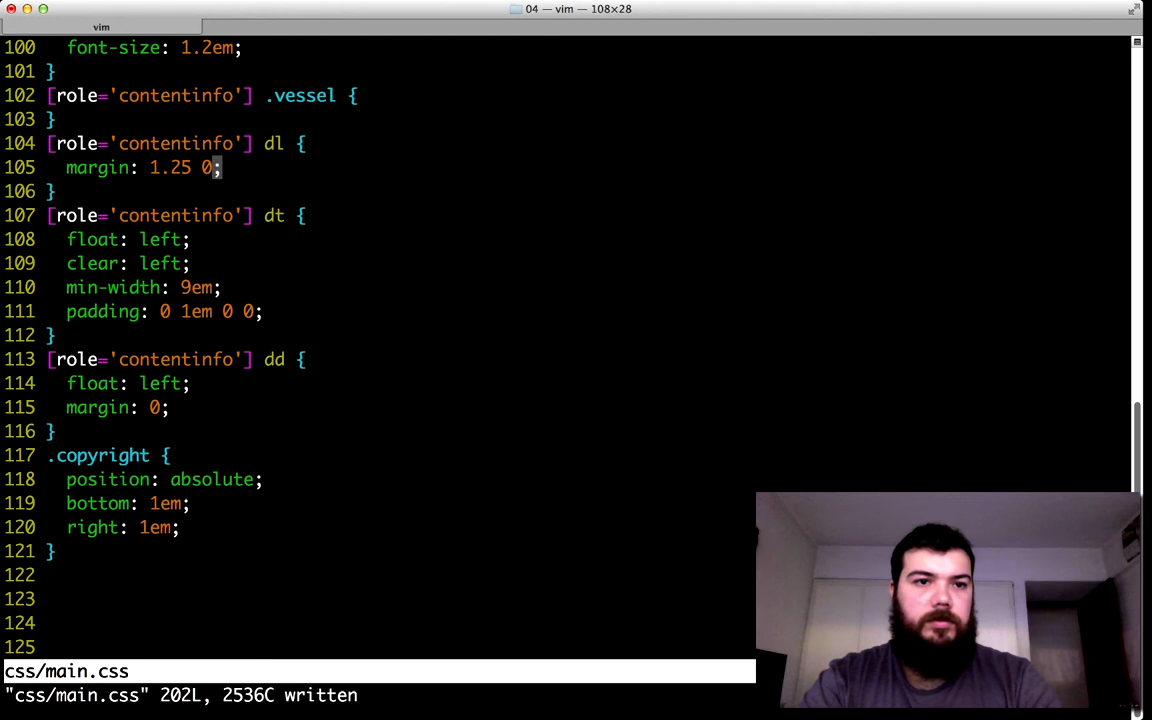 04 — vim — 108×28
vim
100 font-size: 1.2em;
101 }
102 [role='contentinfo'] .vessel {
103 }
104 [role='contentinfo'] dl {
105 margin: 1.25 0;
106 }
107 [role='contentinfo'] dt {
108 float: left;
109 clear: left;
110 min-width: 9em;
111 padding: 0 1em 0 0;
112 }
113 [role='contentinfo'] dd {
114 float: left;
115 margin: 0;
116 }
117 .copyright {
118 position: absolute;
119 bottom: 1em;
120 right: 1em;
121 }
122
123
124
125
css/main.css
"css/main.css" 202L, 2536C written